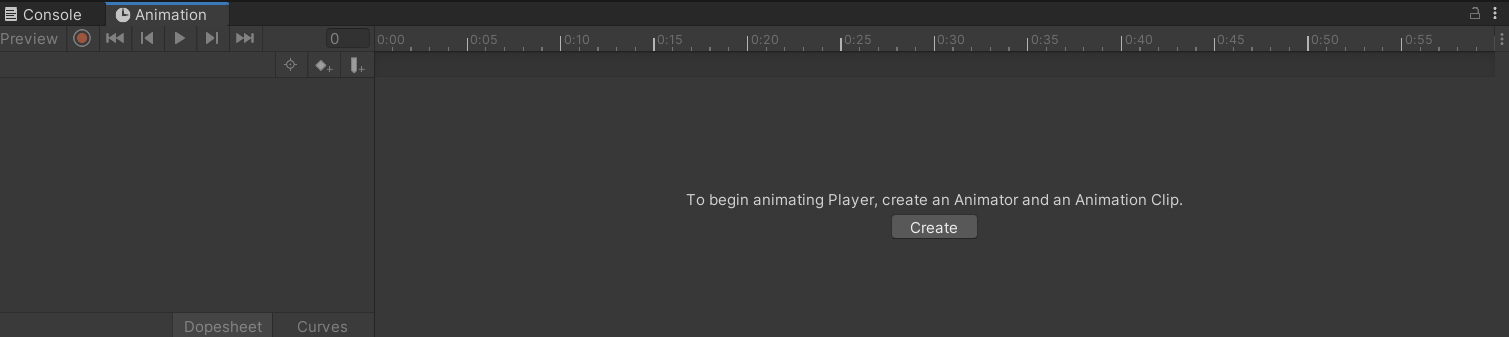 Console Animation
Preview 0 0:00 0:05 0:10 0:15 0:20 0:25 0:30 0:35 0:40 0:45 0:50 0:55
To begin animating Player, create an Animator and an Animation Clip.
Create
Dopesheet Curves